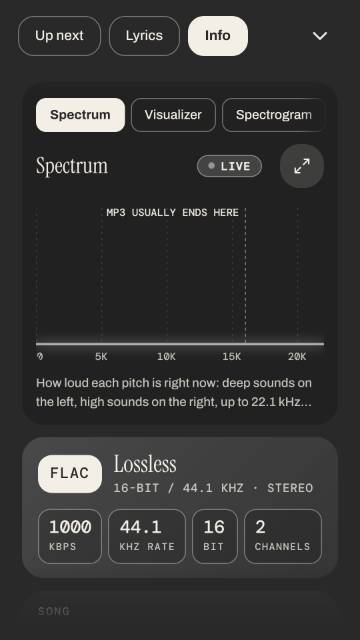 Up next Lyrics Info
Spectrum Visualizer Spectrogram
Spectrum LIVE
MP3 USUALLY ENDS HERE
0 5K 10K 15K 20K
How loud each pitch is right now: deep sounds on
the left, high sounds on the right, up to 22.1 kHz...
FLAC Lossless
16-BIT / 44.1 KHZ · STEREO
1000 44.1 16 2
KBPS KHZ RATE BIT CHANNELS
SONG